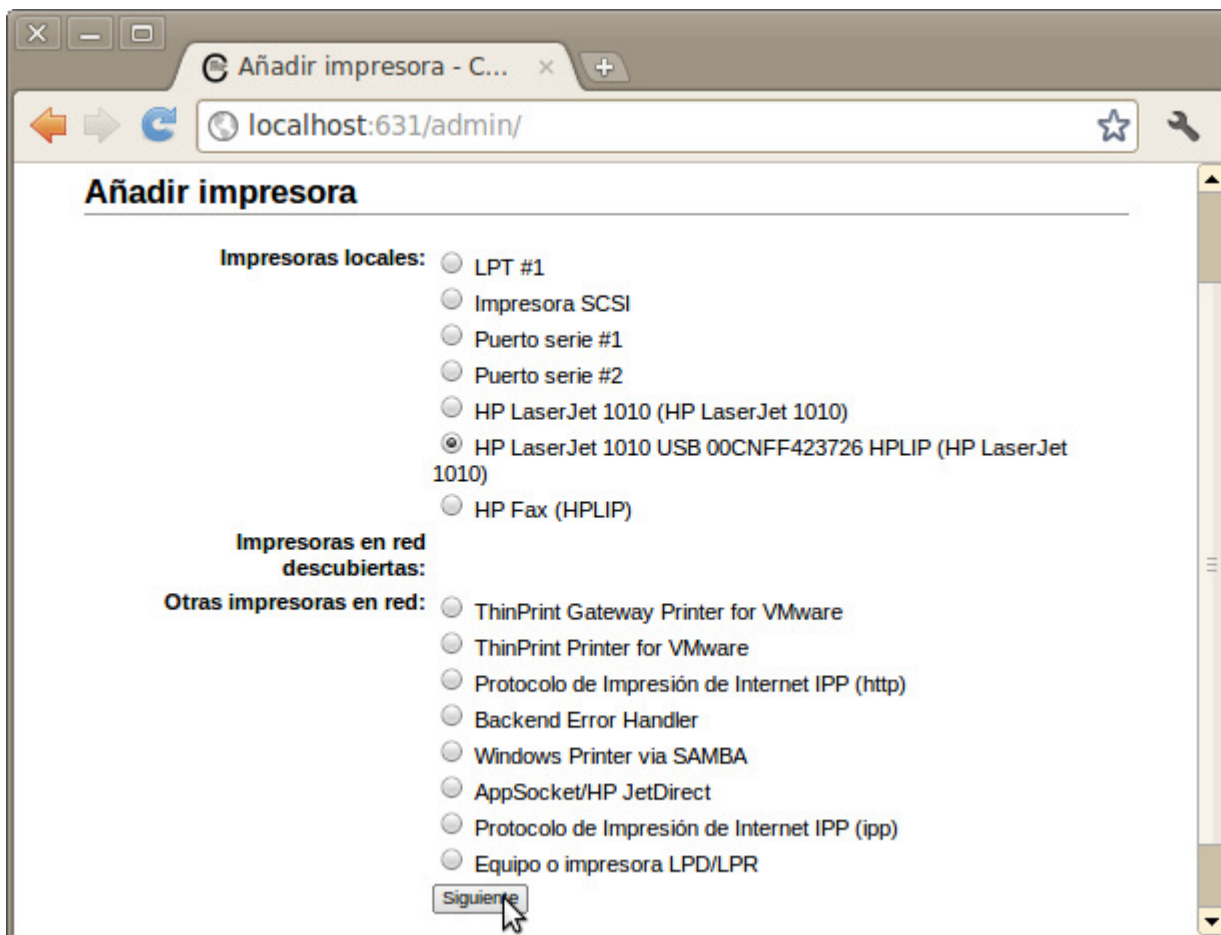 Añadir impresora - C...
localhost:631/admin/
Añadir impresora
Impresoras locales:
LPT #1
Impresora SCSI
Puerto serie #1
Puerto serie #2
HP LaserJet 1010 (HP LaserJet 1010)
HP LaserJet 1010 USB 00CNFF423726 HPLIP (HP LaserJet
1010)
HP Fax (HPLIP)
Impresoras en red
descubiertas:
Otras impresoras en red:
ThinPrint Gateway Printer for VMware
ThinPrint Printer for VMware
Protocolo de Impresión de Internet IPP (http)
Backend Error Handler
Windows Printer via SAMBA
AppSocket/HP JetDirect
Protocolo de Impresión de Internet IPP (ipp)
Equipo o impresora LPD/LPR
Siguiente